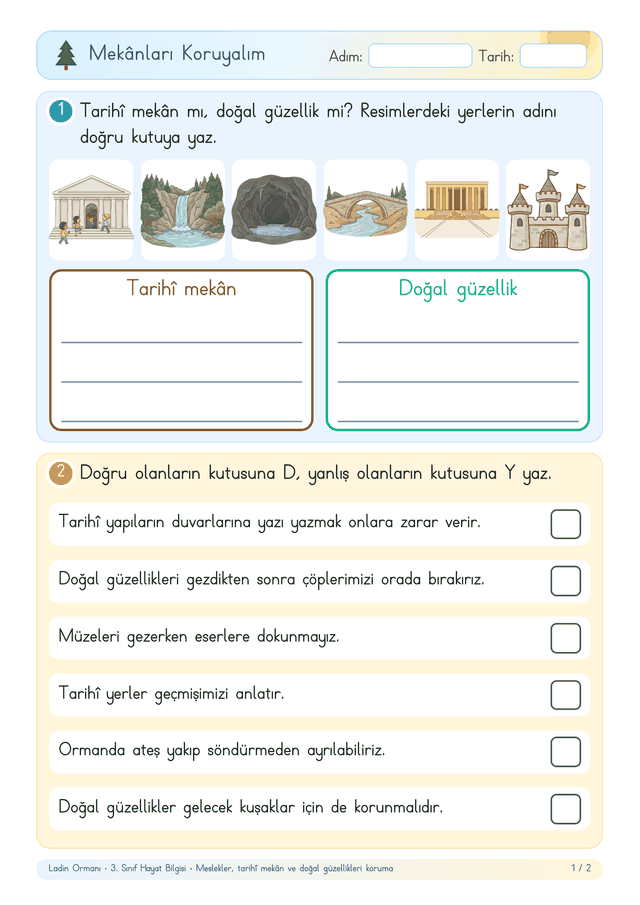 Mekânları Koruyalım
Adım:
Tarih:
1
Tarihî mekân mı, doğal güzellik mi? Resimlerdeki yerlerin adını
doğru kutuya yaz.
Tarihî mekân
Doğal güzellik
2
Doğru olanların kutusuna D, yanlış olanların kutusuna Y yaz.
Tarihî yapıların duvarlarına yazı yazmak onlara zarar verir.
Doğal güzellikleri gezdikten sonra çöplerimizi orada bırakırız.
Müzeleri gezerken eserlere dokunmayız.
Tarihî yerler geçmişimizi anlatır.
Ormanda ateş yakıp söndürmeden ayrılabiliriz.
Doğal güzellikler gelecek kuşaklar için de korunmalıdır.
Ladin Ormanı • 3. Sınıf Hayat Bilgisi • Meslekler, tarihî mekân ve doğal güzellikleri koruma
1 / 2